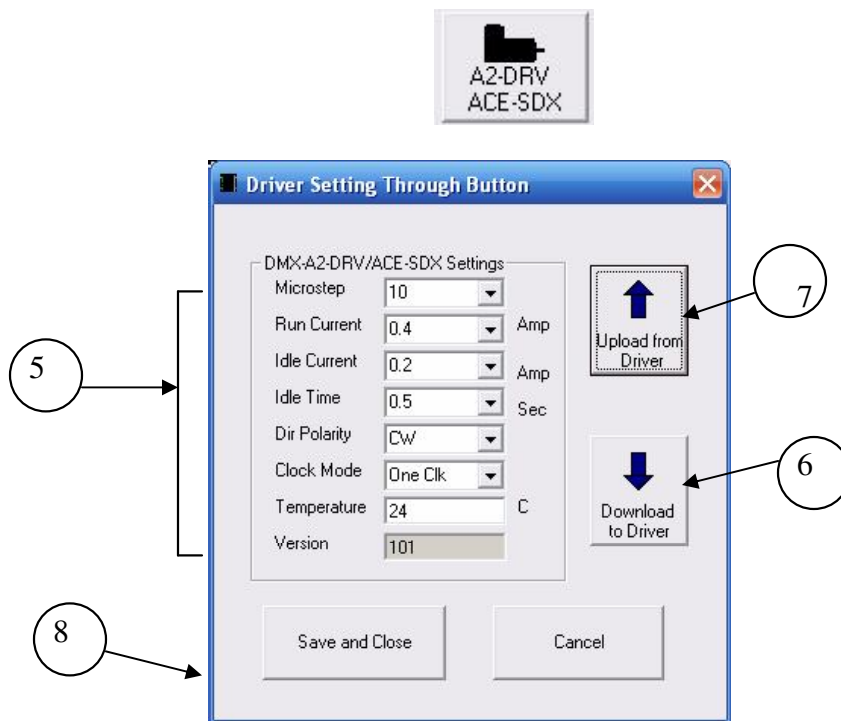 A2-DRV
ACE-SDX
Driver Setting Through Button
DMX-A2-DRV/ACE-SDX Settings
Microstep 10
Run Current 0.4 Amp
Idle Current 0.2 Amp
Idle Time 0.5 Sec
Dir Polarity CW
Clock Mode One Clk
Temperature 24 C
Version 101
Upload from
Driver
Download
to Driver
Save and Close
Cancel
5
7
6
8